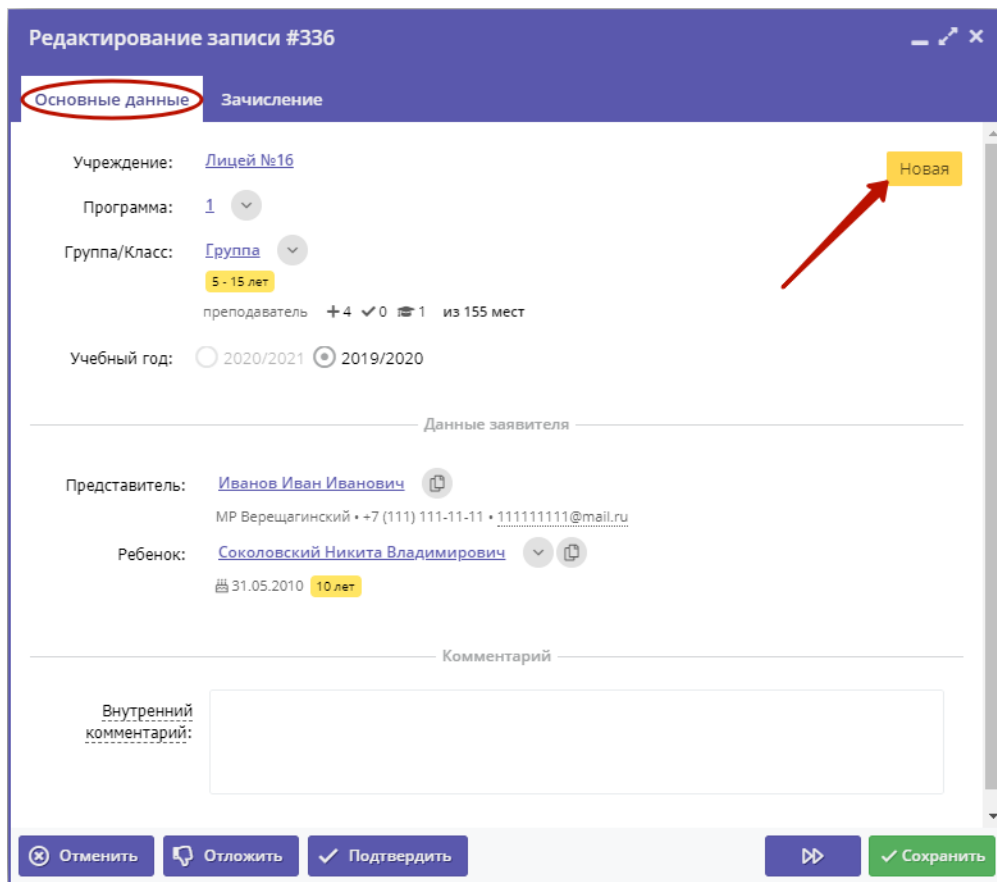 Редактирование записи #336
Основные данные Зачисление
Учреждение: Лицей №16 Новая
Программа: 1
Группа/Класс: Группа
5 - 15 лет
преподаватель +4 ✓0 1 из 155 мест
Учебный год: 2020/2021 2019/2020
Данные заявителя
Представитель: Иванов Иван Иванович
МР Верещагинский • +7 (111) 111-11-11 • 111111111@mail.ru
Ребенок: Соколовский Никита Владимирович
31.05.2010 10 лет
Комментарий
Внутренний
комментарий:
Отменить Отложить Подтвердить Сохранить